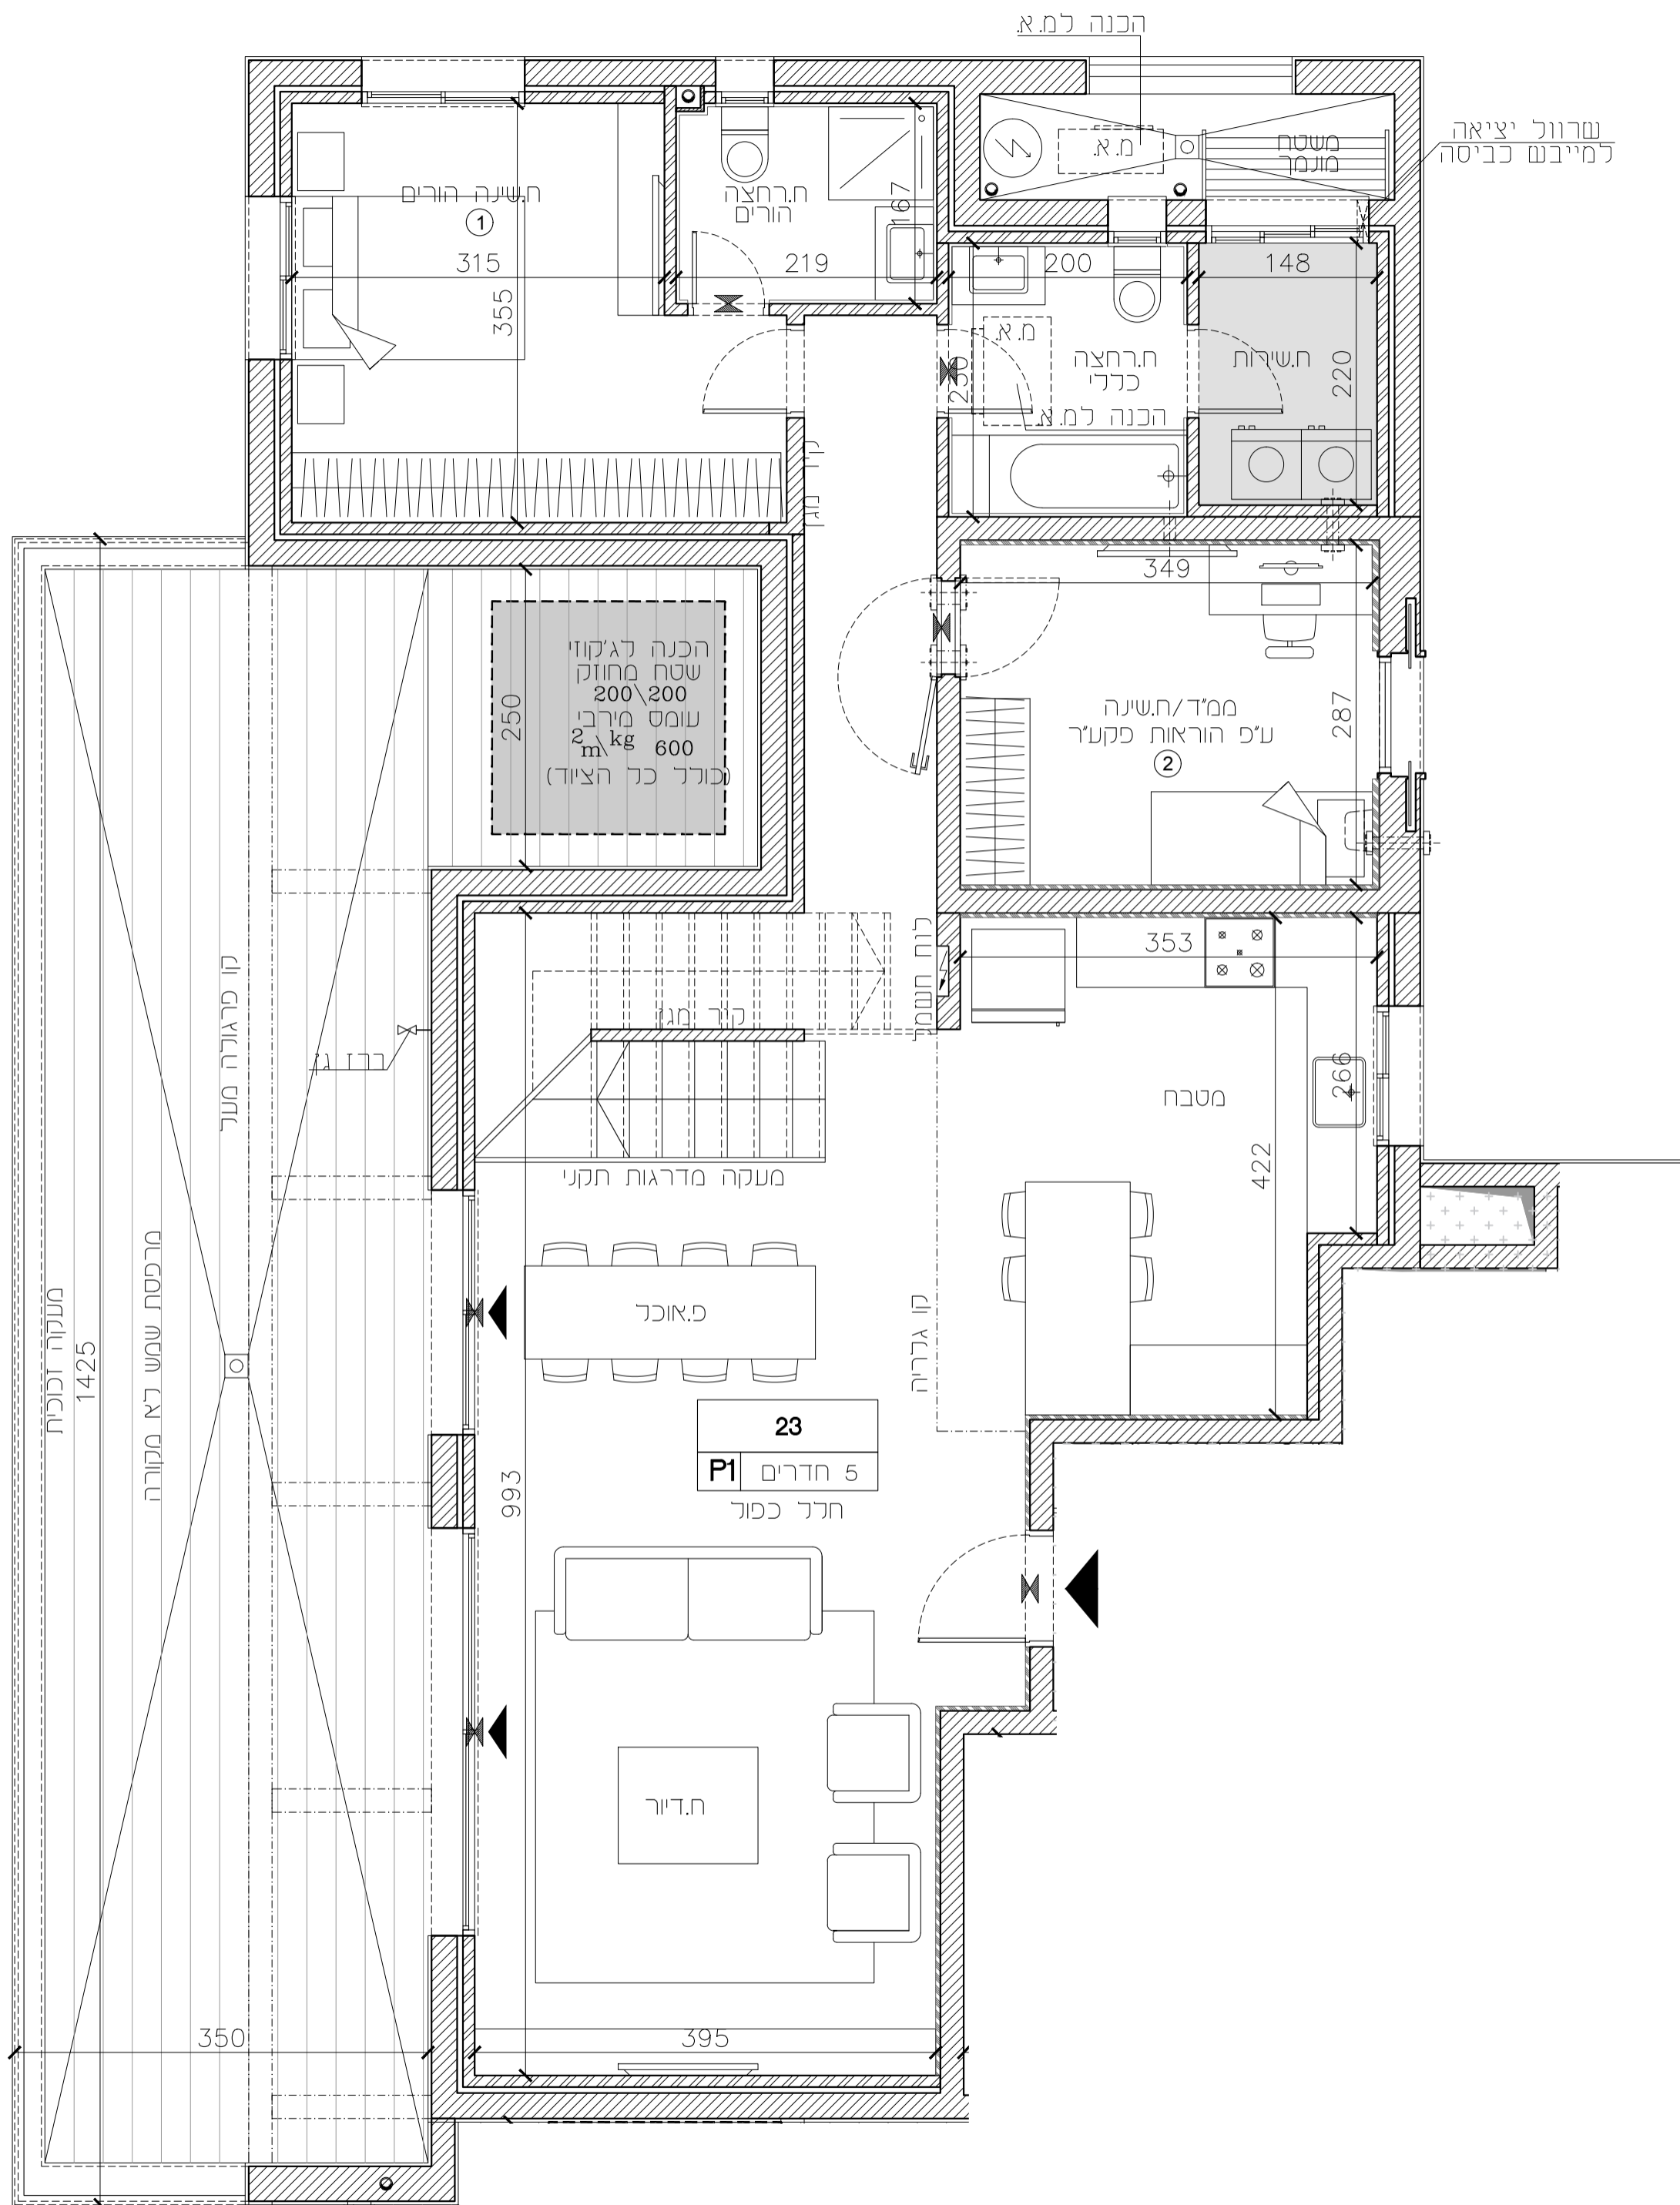 הכנה למ.א.
שרוול יציאה
למייבש כביסה
משטח
מונמך
מ.א.
ח.שינה הורים
1
ח.רחצה
הורים
167
315
219
200
148
355
מ.א.
ח.רחצה
כללי
230
הכנה למ.א.
ח.שירות
220
קיר מגן
349
הכנה לג'קוזי
שטח מחוזק
200\200
עומס מירבי
600 kg\m2
(כולל כל הציוד)
250
ממ"ד/ח.שינה
ע"פ הוראות פקע"ר
2
287
לוח חשמל
353
קו פרגולה מעל
קיר מגן
ברז גן
266
מטבח
422
מעקה מדרגות תקני
מעקה זכוכית
1425
מרפסת שמש לא מקורה
פ.אוכל
קו גלריה
23
P1
5 חדרים
חלל כפול
993
ח.דיור
350
395